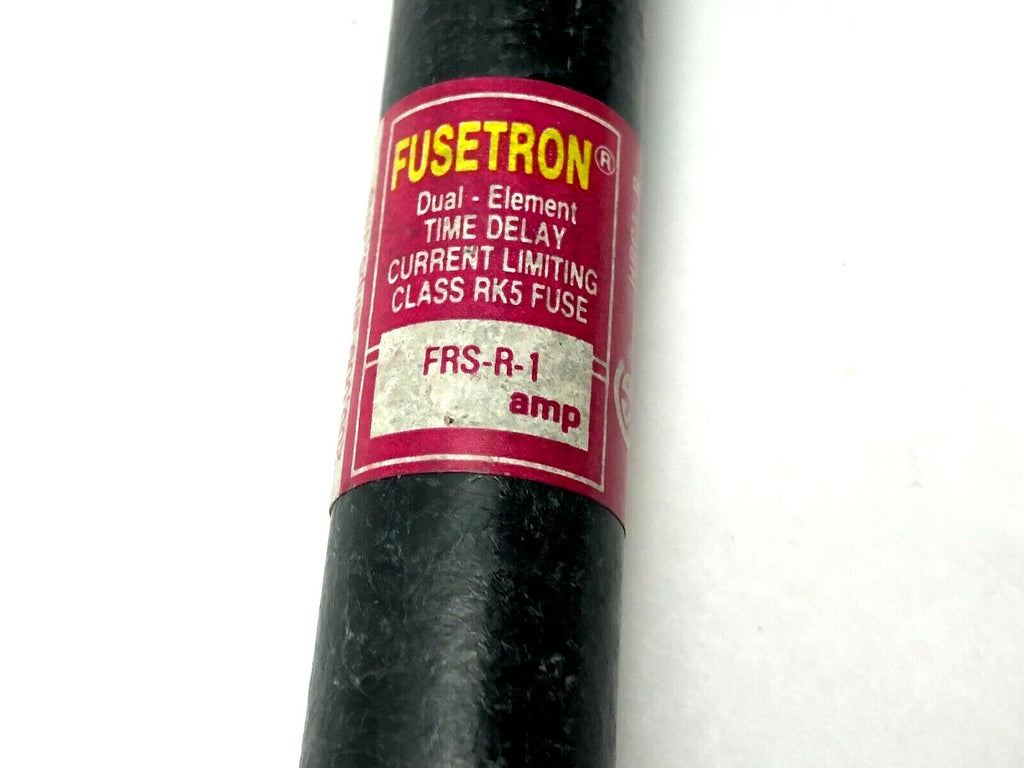 FUSETRON®
Dual - Element
TIME DELAY
CURRENT LIMITING
CLASS RK5 FUSE
FRS-R-1
amp